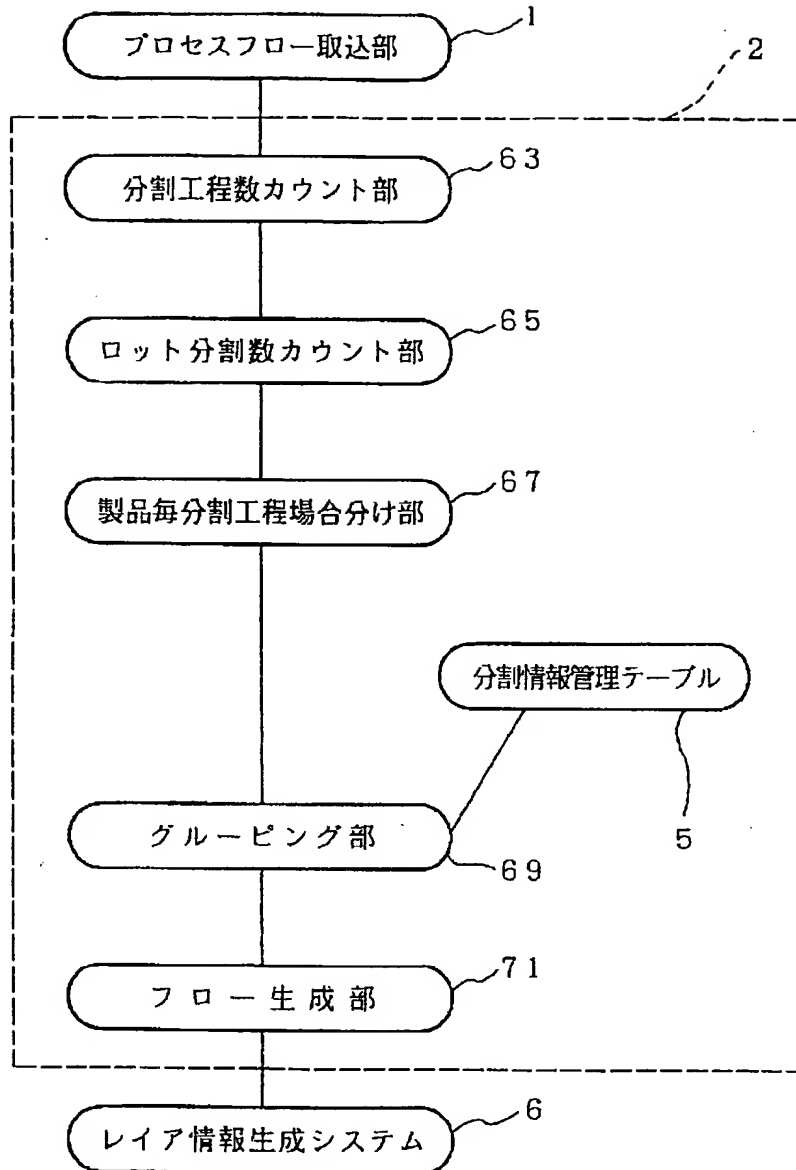 プロセスフロー取込部
1
2
分割工程数カウント部
63
ロット分割数カウント部
65
製品毎分割工程場合分け部
67
分割情報管理テーブル
5
グルーピング部
69
フロー生成部
71
レイア情報生成システム
6